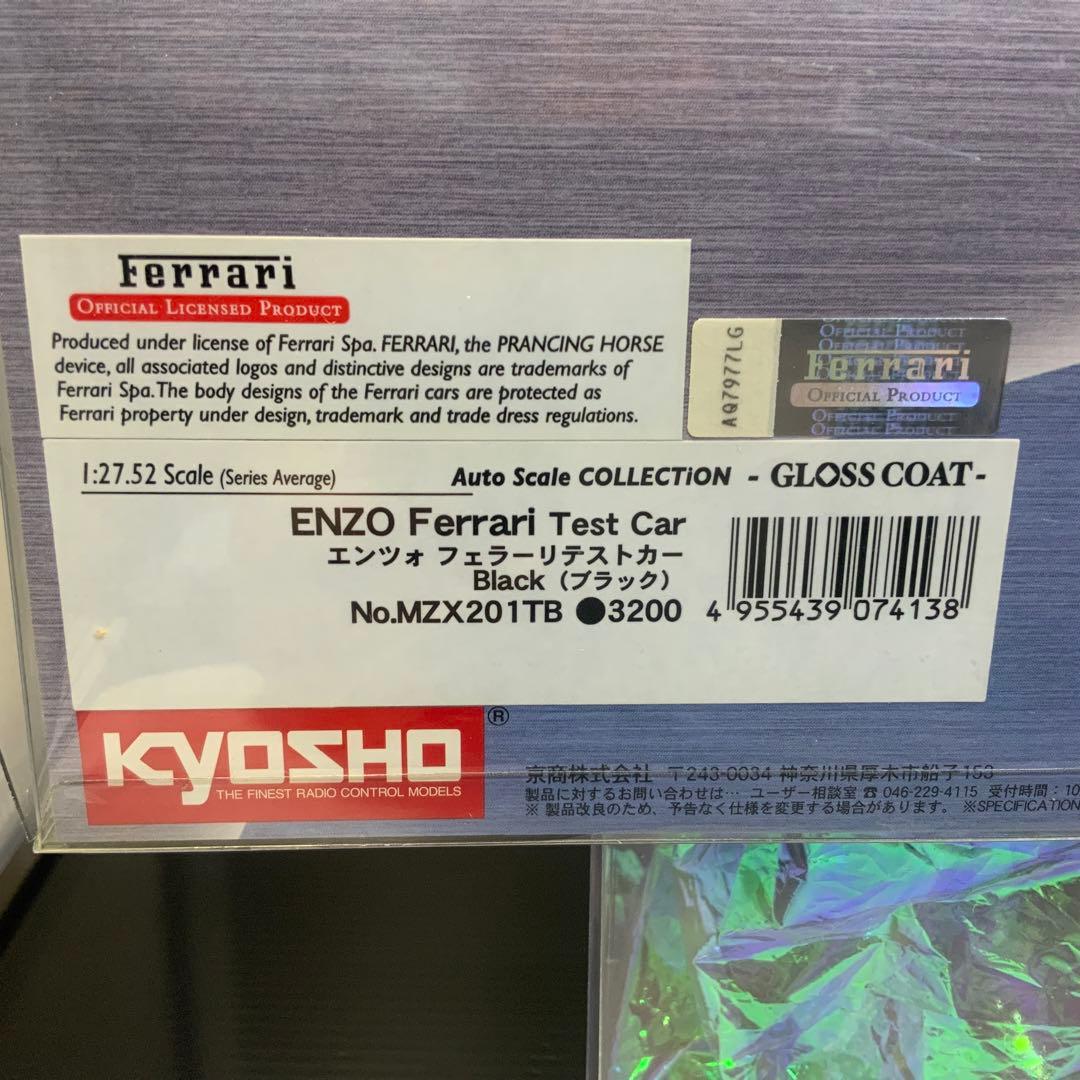 Ferrari
OFFICIAL LICENSED PRODUCT
Produced under license of Ferrari Spa. FERRARI, the PRANCING HORSE
device, all associated logos and distinctive designs are trademarks of
Ferrari Spa. The body designs of the Ferrari cars are protected as
Ferrari property under design, trademark and trade dress regulations.
AQ7977LG
OFFICIAL PRODUCT
OFFICIAL PRODUCT
Ferrari
OFFICIAL PRODUCT
OFFICIAL PRODUCT
OFFICIAL PRODUCT
1:27.52 Scale (Series Average)
Auto Scale COLLECTiON - GLOSS COAT -
ENZO Ferrari Test Car
エンツォ フェラーリテストカー
Black（ブラック）
No.MZX201TB ●3200
4 955439 074138
KYOSHO ®
THE FINEST RADIO CONTROL MODELS
京商株式会社 〒243-0034 神奈川県厚木市船子153
製品に対するお問い合わせは… ユーザー相談室 ☎ 046-229-4115 受付時間：10
※ 製品改良のため、予告なく仕様を変更する場合があります。 ※SPECIFICATION